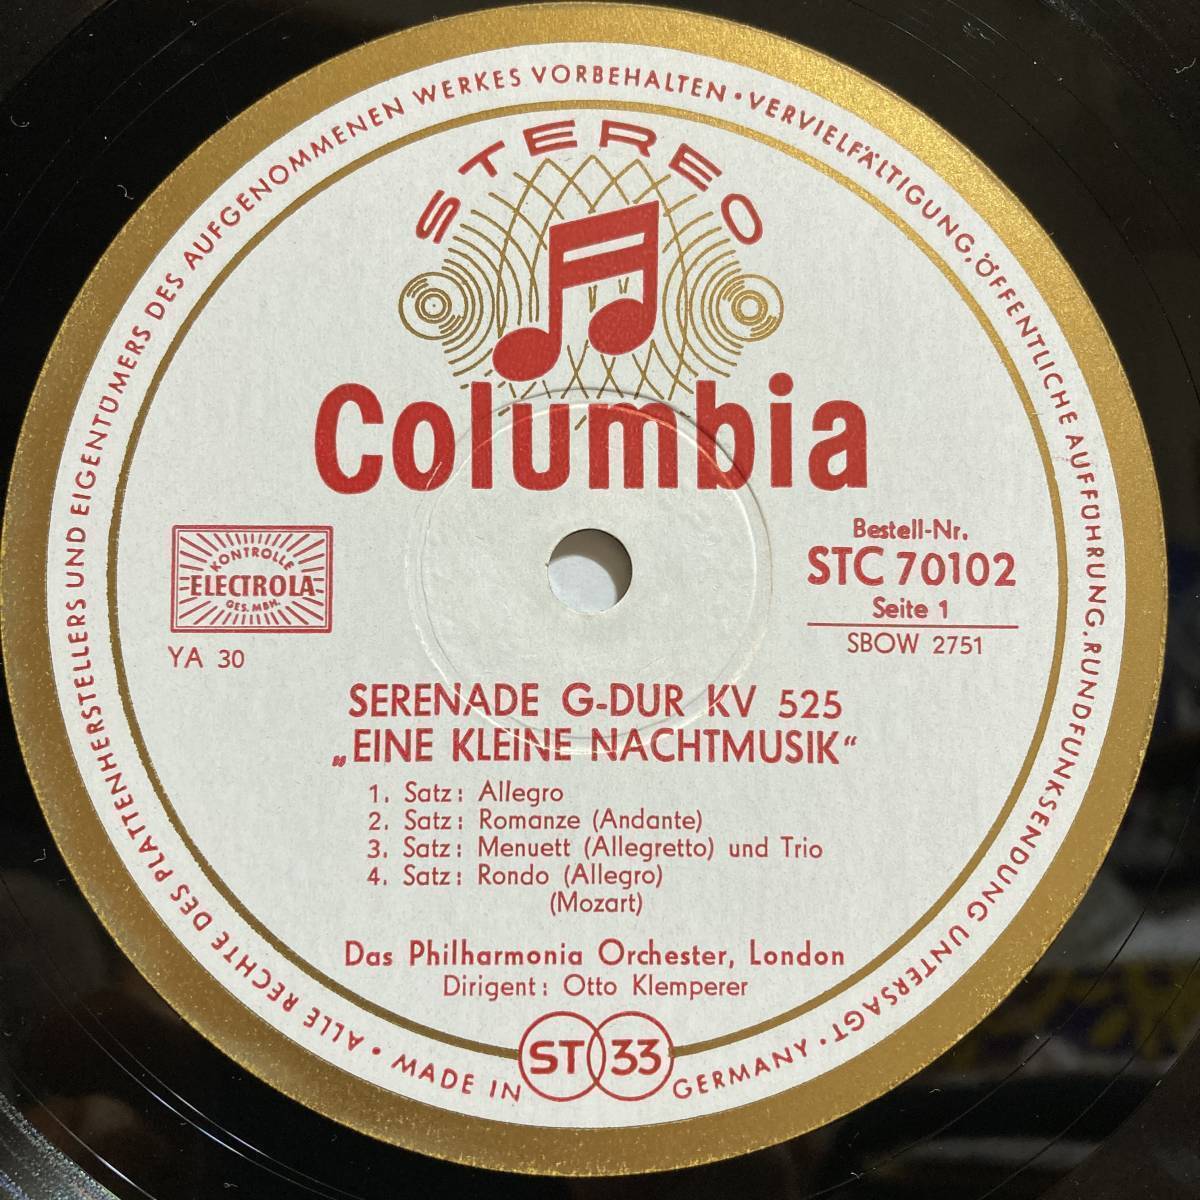 ALLE RECHTE DES PLATTENHERSTELLERS UND EIGENTÜMERS DES AUFGENOMMENEN WERKES VORBEHALTEN • VERVIELFÄLTIGUNG, ÖFFENTLICHE AUFFÜHRUNG, RUNDFUNKSENDUNG UNTERSAGT •
STEREO
Columbia
KONTROLLE
ELECTROLA
GES. MBH.
YA 30
Bestell-Nr.
STC 70102
Seite 1
SBOW 2751
SERENADE G-DUR KV 525
„EINE KLEINE NACHTMUSIK“
1. Satz: Allegro
2. Satz: Romanze (Andante)
3. Satz: Menuett (Allegretto) und Trio
4. Satz: Rondo (Allegro)
(Mozart)
Das Philharmonia Orchester, London
Dirigent: Otto Klemperer
ST 33
• MADE IN GERMANY •